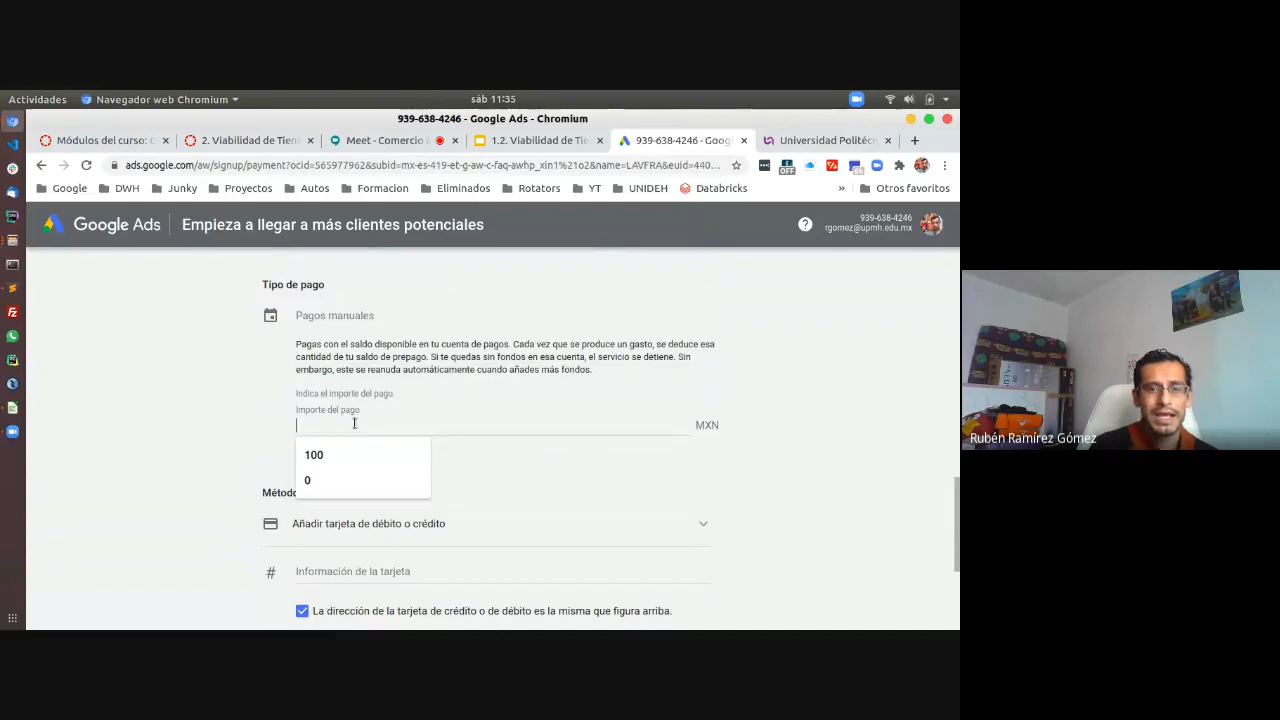 Actividades Navegador web Chromium sáb 11:35
939-638-4246 - Google Ads - Chromium
Módulos del curso: C 2. Viabilidad de Tien Meet - Comercio E 1.2. Viabilidad de Tie 939-638-4246 - Goog Universidad Politécn
ads.google.com/aw/signup/payment?ocid=565977962&subid=mx-es-419-et-g-aw-c-faq-awhp_xin1%21o2&name=LAVFRA&euid=440...
Google DWH Junky Proyectos Autos Formacion Eliminados Rotators YT UNIDEH Databricks » Otros favoritos
Google Ads Empieza a llegar a más clientes potenciales
939-638-4246
rgomez@upmh.edu.mx
Tipo de pago
Pagos manuales
Pagas con el saldo disponible en tu cuenta de pagos. Cada vez que se produce un gasto, se deduce esa
cantidad de tu saldo de prepago. Si te quedas sin fondos en esa cuenta, el servicio se detiene. Sin
embargo, este se reanuda automáticamente cuando añades más fondos.
Indica el importe del pago.
Importe del pago
MXN
100
0
Método
Añadir tarjeta de débito o crédito
# Información de la tarjeta
La dirección de la tarjeta de crédito o de débito es la misma que figura arriba.
Rubén Ramírez Gómez